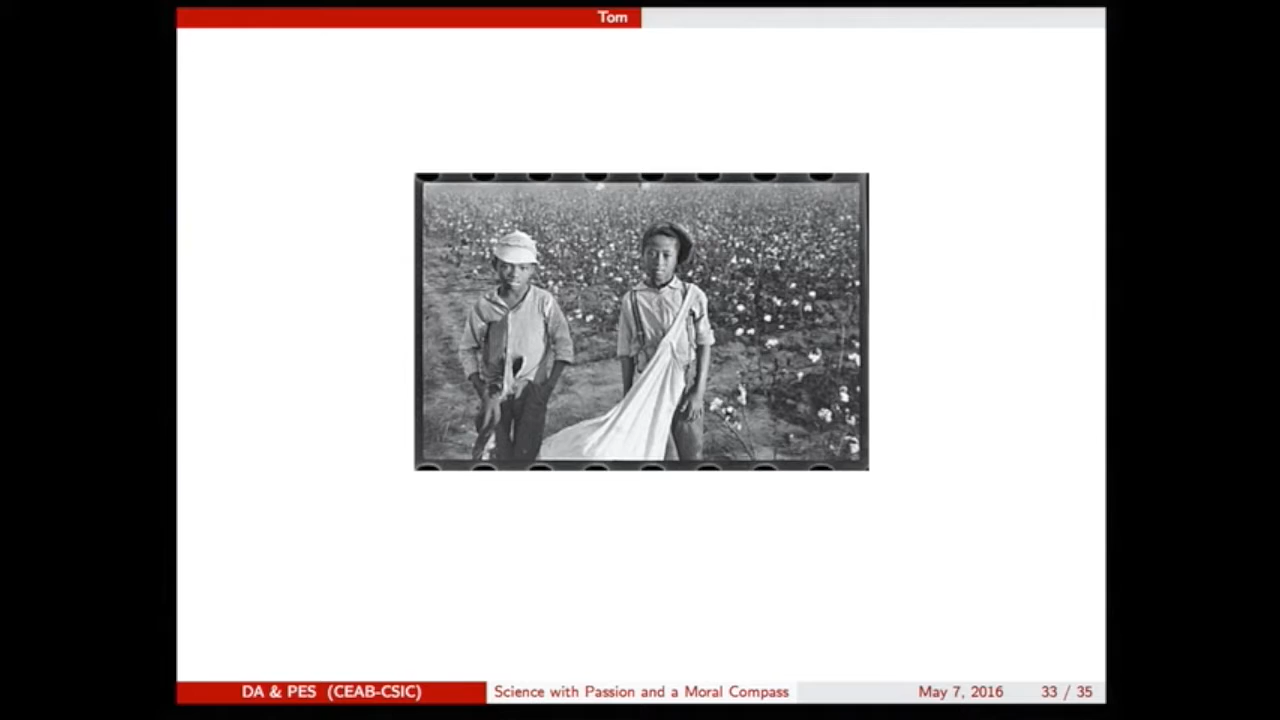 Tom
DA & PES (CEAB-CSIC)
Science with Passion and a Moral Compass
May 7, 2016
33 / 35